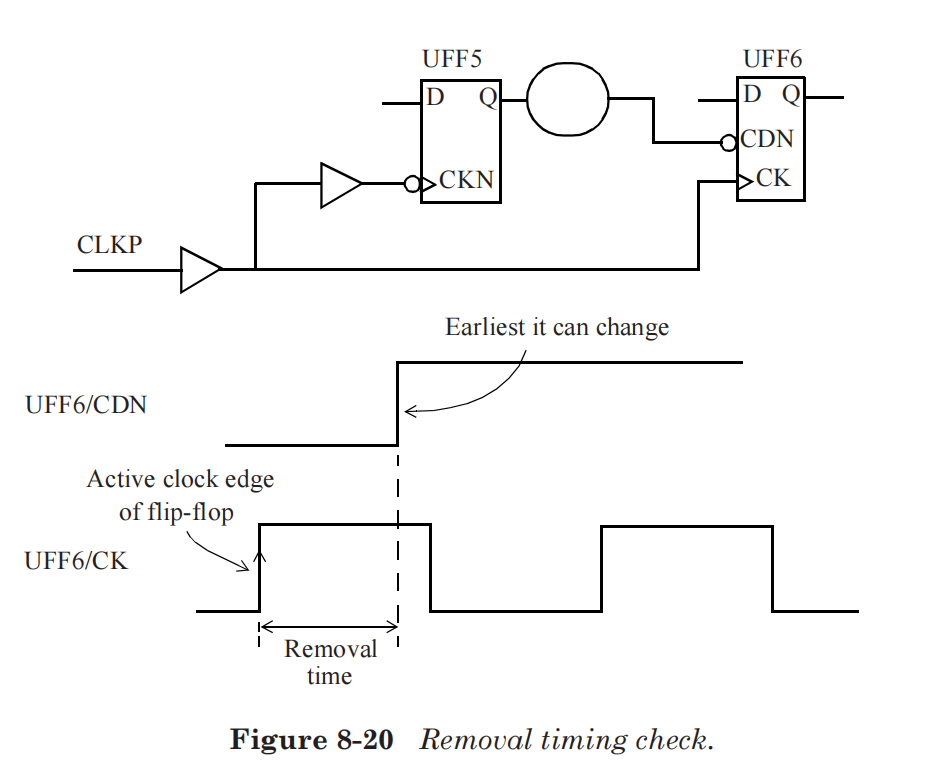 UFF5
UFF6
D Q
D Q
CDN
CKN
CK
CLKP
Earliest it can change
UFF6/CDN
Active clock edge
of flip-flop
UFF6/CK
Removal
time
Figure 8-20 Removal timing check.